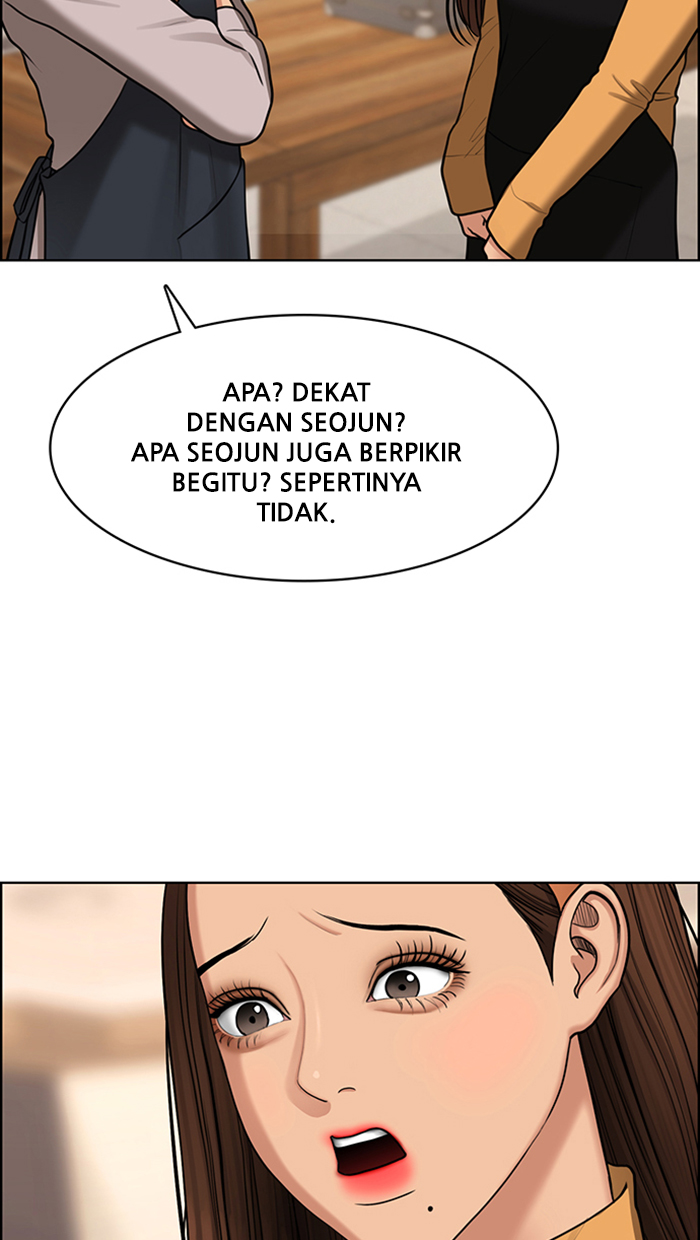 APA? DEKAT
DENGAN SEOJUN?
APA SEOJUN JUGA BERPIKIR
BEGITU? SEPERTINYA
TIDAK.